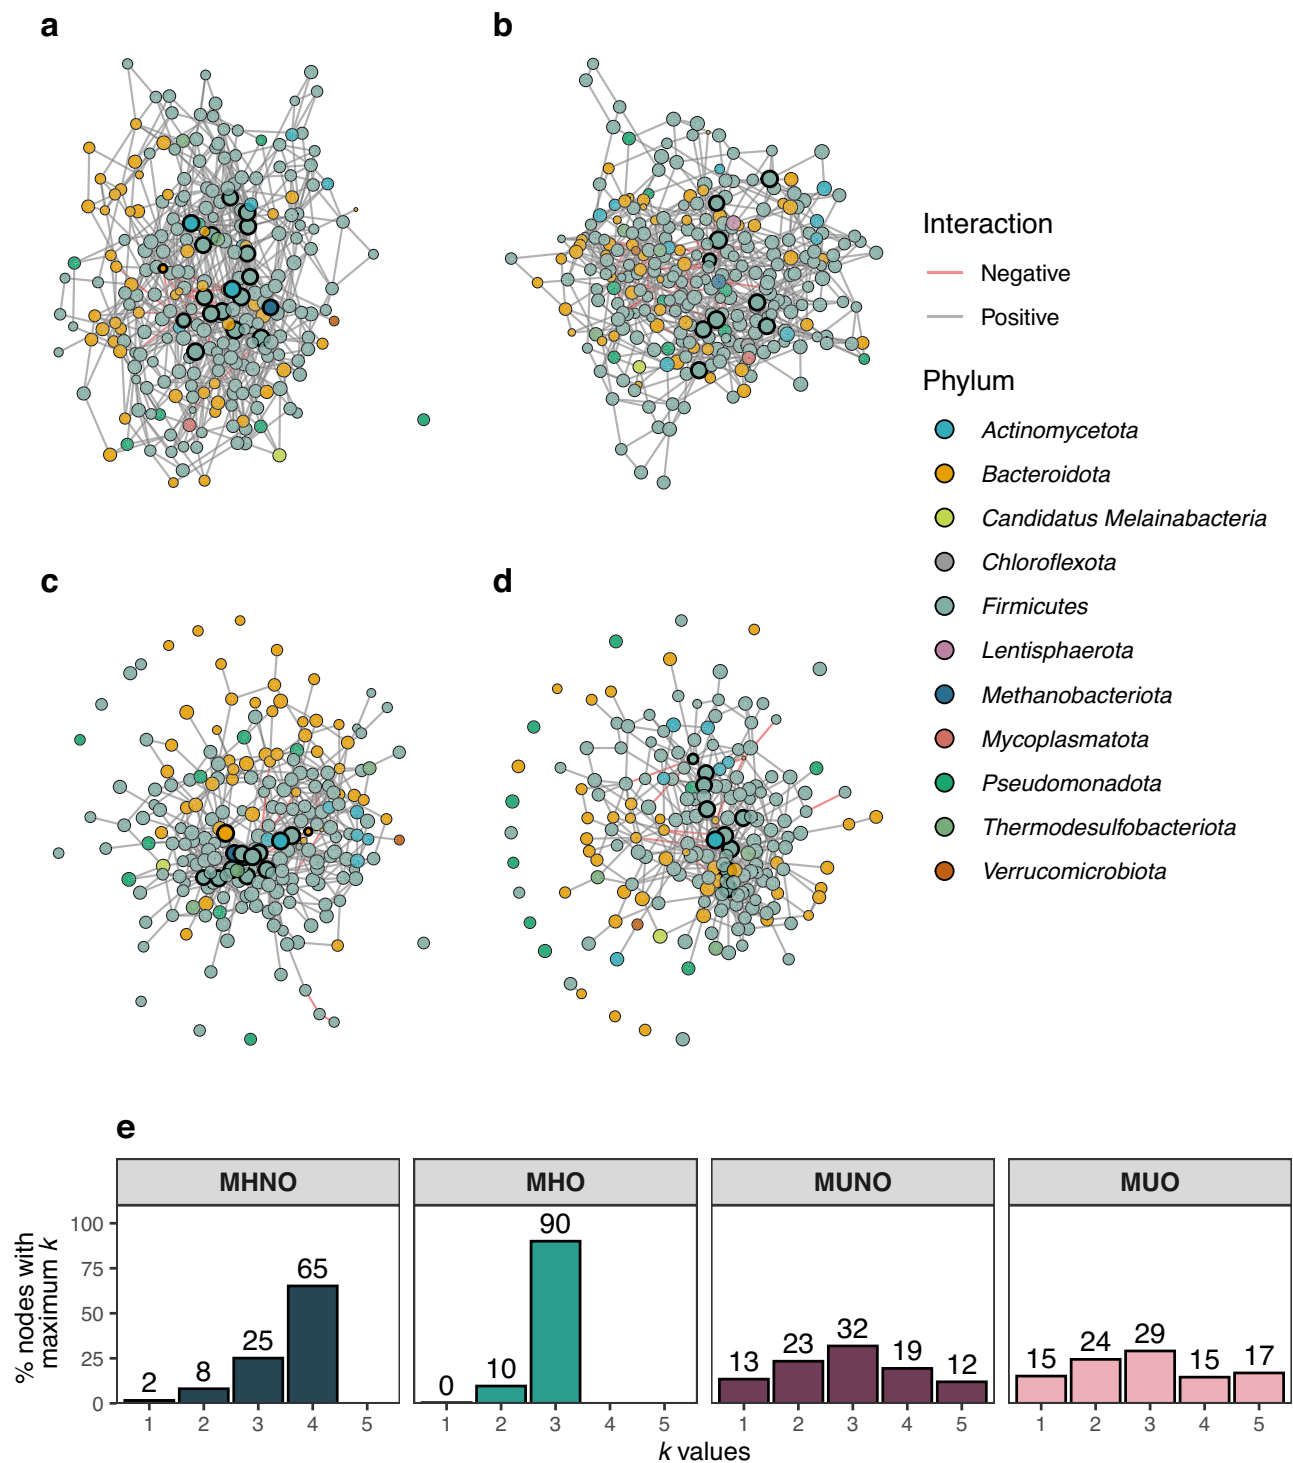 a
b
Interaction
Negative
Positive
Phylum
Actinomycetota
Bacteroidota
Candidatus Melainabacteria
Chloroflexota
Firmicutes
Lentisphaerota
Methanobacteriota
Mycoplasmatota
Pseudomonadota
Thermodesulfobacteriota
Verrucomicrobiota
c
d
e
MHNO
MHO
MUNO
MUO
% nodes with
maximum k
100
75
50
25
0
2
8
25
65
0
10
90
13
23
32
19
12
15
24
29
15
17
1 2 3 4 5
1 2 3 4 5
1 2 3 4 5
1 2 3 4 5
k values